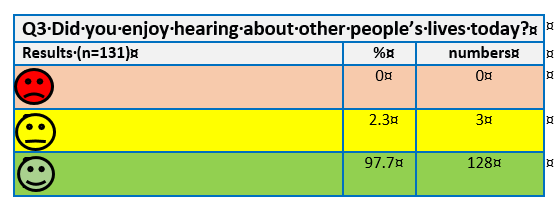 Q3·Did·you·enjoy·hearing·about·other·people’s·lives·today?¤ ¤
Results·(n=131)¤ %¤ numbers¤ ¤
0¤ 0¤ ¤
2.3¤ 3¤ ¤
97.7¤ 128¤ ¤